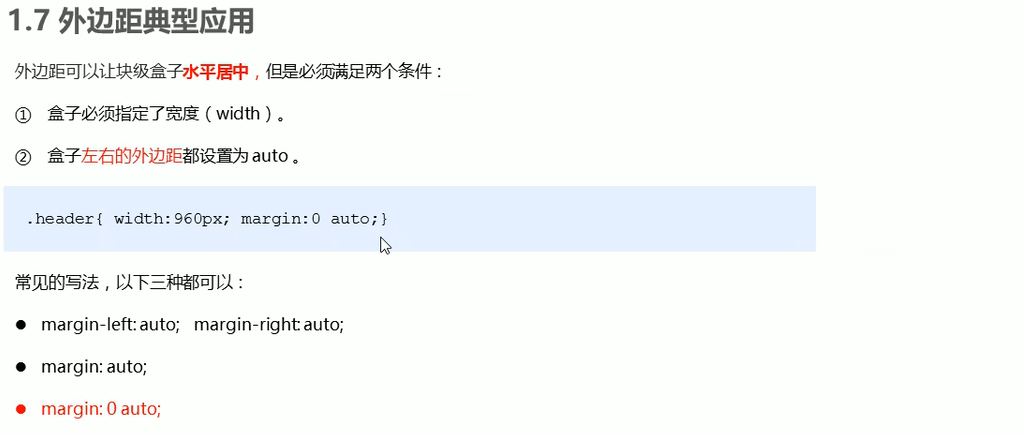 1.7 外边距典型应用
外边距可以让块级盒子水平居中，但是必须满足两个条件：
① 盒子必须指定了宽度（width）。
② 盒子左右的外边距都设置为 auto 。
.header{ width:960px; margin:0 auto;}
常见的写法，以下三种都可以：
● margin-left: auto; margin-right: auto;
● margin: auto;
● margin: 0 auto;